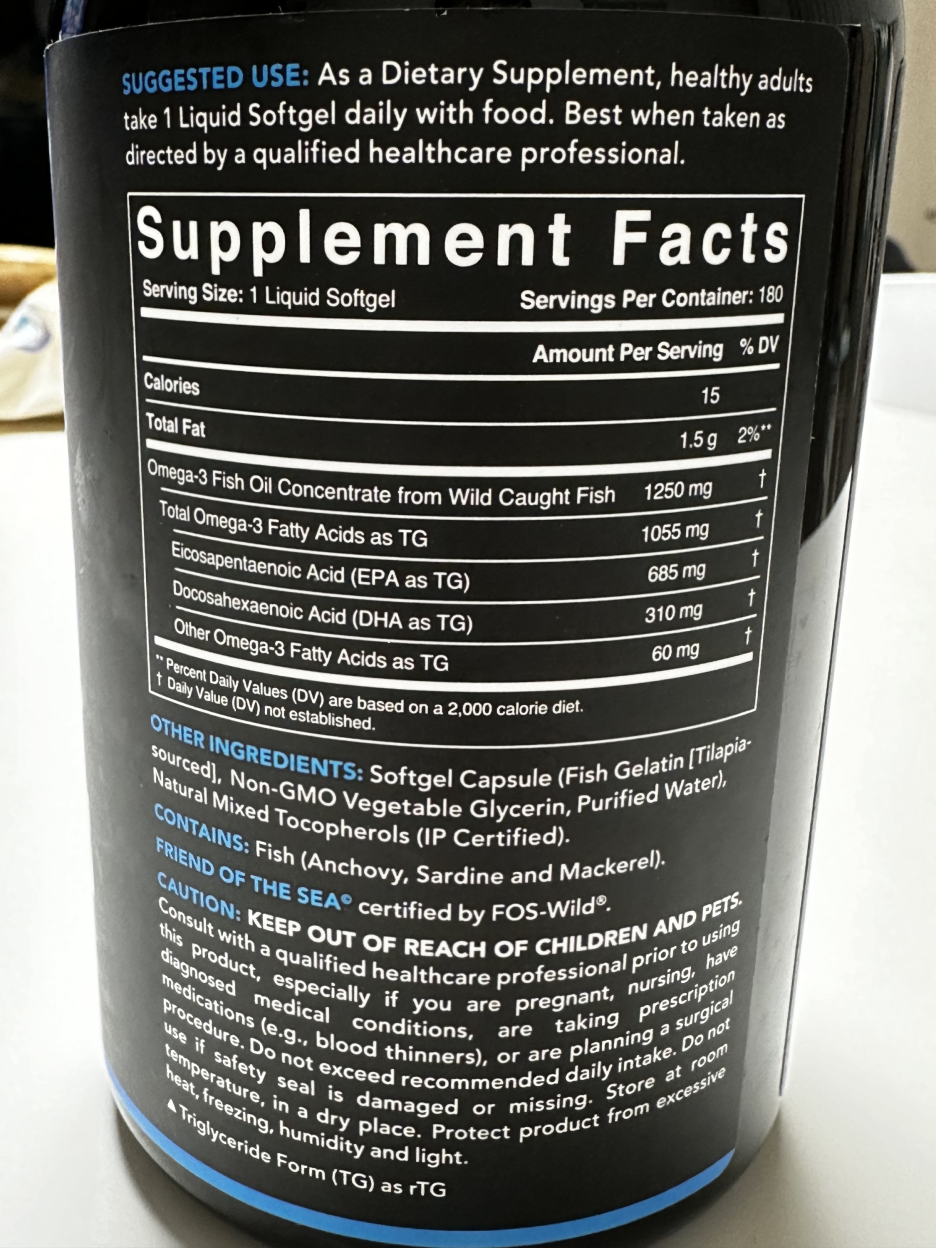 SUGGESTED USE: As a Dietary Supplement, healthy adults
take 1 Liquid Softgel daily with food. Best when taken as
directed by a qualified healthcare professional.
Supplement Facts
Serving Size: 1 Liquid Softgel Servings Per Container: 180
Amount Per Serving % DV
Calories 15
Total Fat 1.5 g 2%**
Omega-3 Fish Oil Concentrate from Wild Caught Fish 1250 mg †
Total Omega-3 Fatty Acids as TG 1055 mg †
Eicosapentaenoic Acid (EPA as TG) 685 mg †
Docosahexaenoic Acid (DHA as TG) 310 mg †
Other Omega-3 Fatty Acids as TG 60 mg †
** Percent Daily Values (DV) are based on a 2,000 calorie diet.
† Daily Value (DV) not established.
OTHER INGREDIENTS: Softgel Capsule (Fish Gelatin [Tilapia-
sourced], Non-GMO Vegetable Glycerin, Purified Water),
Natural Mixed Tocopherols (IP Certified).
CONTAINS: Fish (Anchovy, Sardine and Mackerel).
FRIEND OF THE SEA© certified by FOS-Wild®.
CAUTION: KEEP OUT OF REACH OF CHILDREN AND PETS.
Consult with a qualified healthcare professional prior to using
this product, especially if you are pregnant, nursing, have
diagnosed medical conditions, are taking prescription
medications (e.g., blood thinners), or are planning a surgical
procedure. Do not exceed recommended daily intake. Do not
use if safety seal is damaged or missing. Store at room
temperature, in a dry place. Protect product from excessive
heat, freezing, humidity and light.
▲Triglyceride Form (TG) as rTG